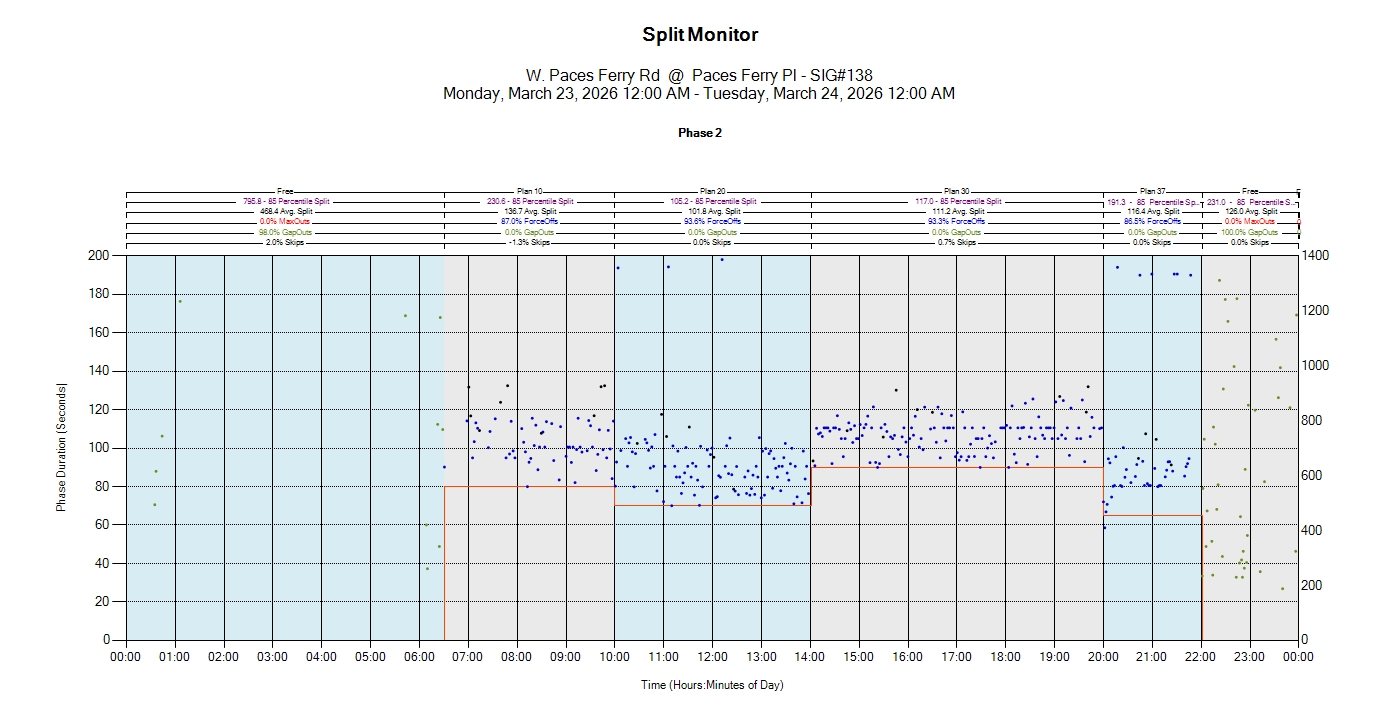 Split Monitor
W. Paces Ferry Rd @ Paces Ferry Pl - SIG#138
Monday, March 23, 2026 12:00 AM - Tuesday, March 24, 2026 12:00 AM
Phase 2
Free Plan 10 Plan 20 Plan 30 Plan 37 Free F
795.8 - 85 Percentile Split 230.6 - 85 Percentile Split 105.2 - 85 Percentile Split 117.0 - 85 Percentile Split 191.3 - 85 Percentile Sp... 231.0 - 85 Percentile S...
468.4 Avg. Split 136.7 Avg. Split 101.8 Avg. Split 111.2 Avg. Split 116.4 Avg. Split 126.0 Avg. Split
0.0% MaxOuts 87.0% ForceOffs 93.6% ForceOffs 93.3% ForceOffs 86.5% ForceOffs 0.0% MaxOuts
98.0% GapOuts 0.0% GapOuts 0.0% GapOuts 0.0% GapOuts 0.0% GapOuts 100.0% GapOuts
2.0% Skips -1.3% Skips 0.0% Skips 0.7% Skips 0.0% Skips 0.0% Skips
200 1400
180
1200
160
140
1000
120
800
100
600
80
60
400
40
200
20
0 0
Phase Duration [Seconds]
00:00 01:00 02:00 03:00 04:00 05:00 06:00 07:00 08:00 09:00 10:00 11:00 12:00 13:00 14:00 15:00 16:00 17:00 18:00 19:00 20:00 21:00 22:00 23:00 00:00
Time (Hours:Minutes of Day)